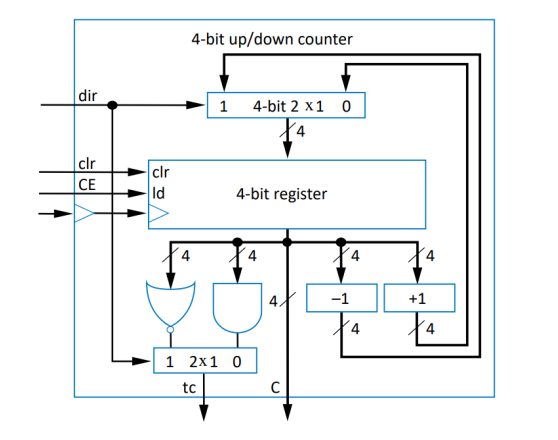 4-bit up/down counter
dir
1 4-bit 2 x1 0
4
clr
clr
CE
ld
4-bit register
4 4 4 4
4
–1 +1
4 4
1 2x1 0
tc C